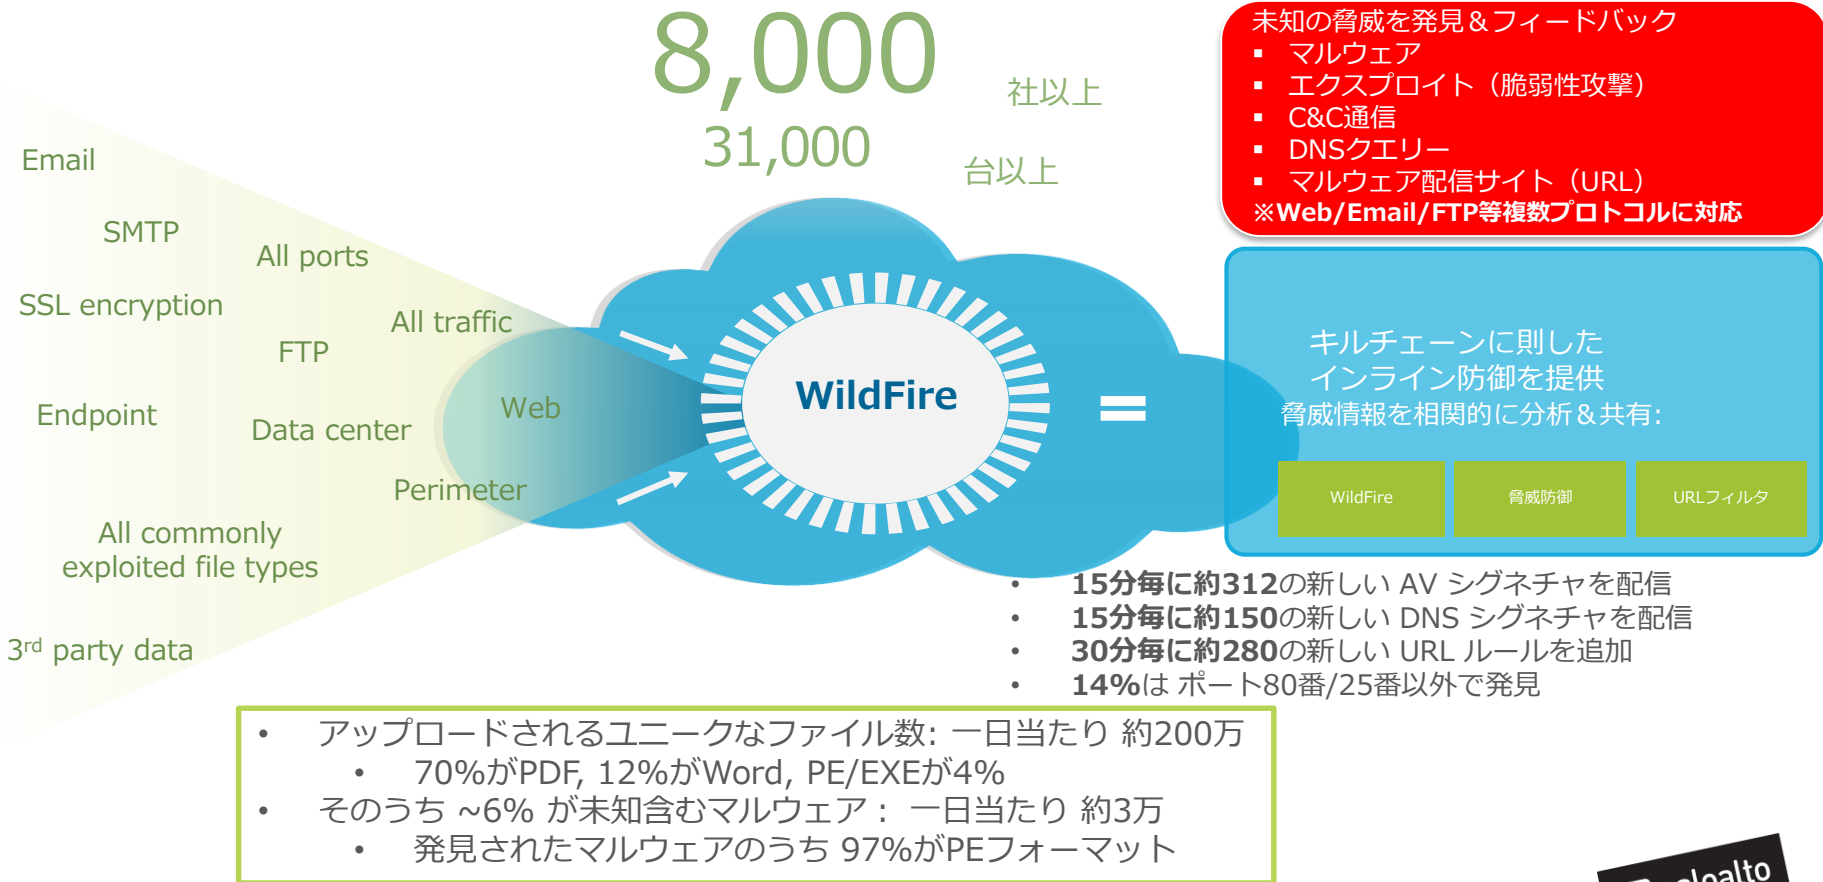 8,000
社以上
31,000
台以上
未知の脅威を発見＆フィードバック
▪ マルウェア
▪ エクスプロイト（脆弱性攻撃）
▪ C&C通信
▪ DNSクエリー
▪ マルウェア配信サイト（URL）
※Web/Email/FTP等複数プロトコルに対応
Email
SMTP
All ports
SSL encryption
All traffic
FTP
Endpoint
Data center
Web
Perimeter
All commonly
exploited file types
3rd party data
WildFire
=
キルチェーンに則した
インライン防御を提供
脅威情報を相関的に分析＆共有:
WildFire
脅威防御
URLフィルタ
• 15分毎に約312の新しい AV シグネチャを配信
• 15分毎に約150の新しい DNS シグネチャを配信
• 30分毎に約280の新しい URL ルールを追加
• 14%は ポート80番/25番以外で発見
• アップロードされるユニークなファイル数: 一日当たり 約200万
• 70%がPDF, 12%がWord, PE/EXEが4%
• そのうち ~6% が未知含むマルウェア： 一日当たり 約3万
• 発見されたマルウェアのうち 97%がPEフォーマット